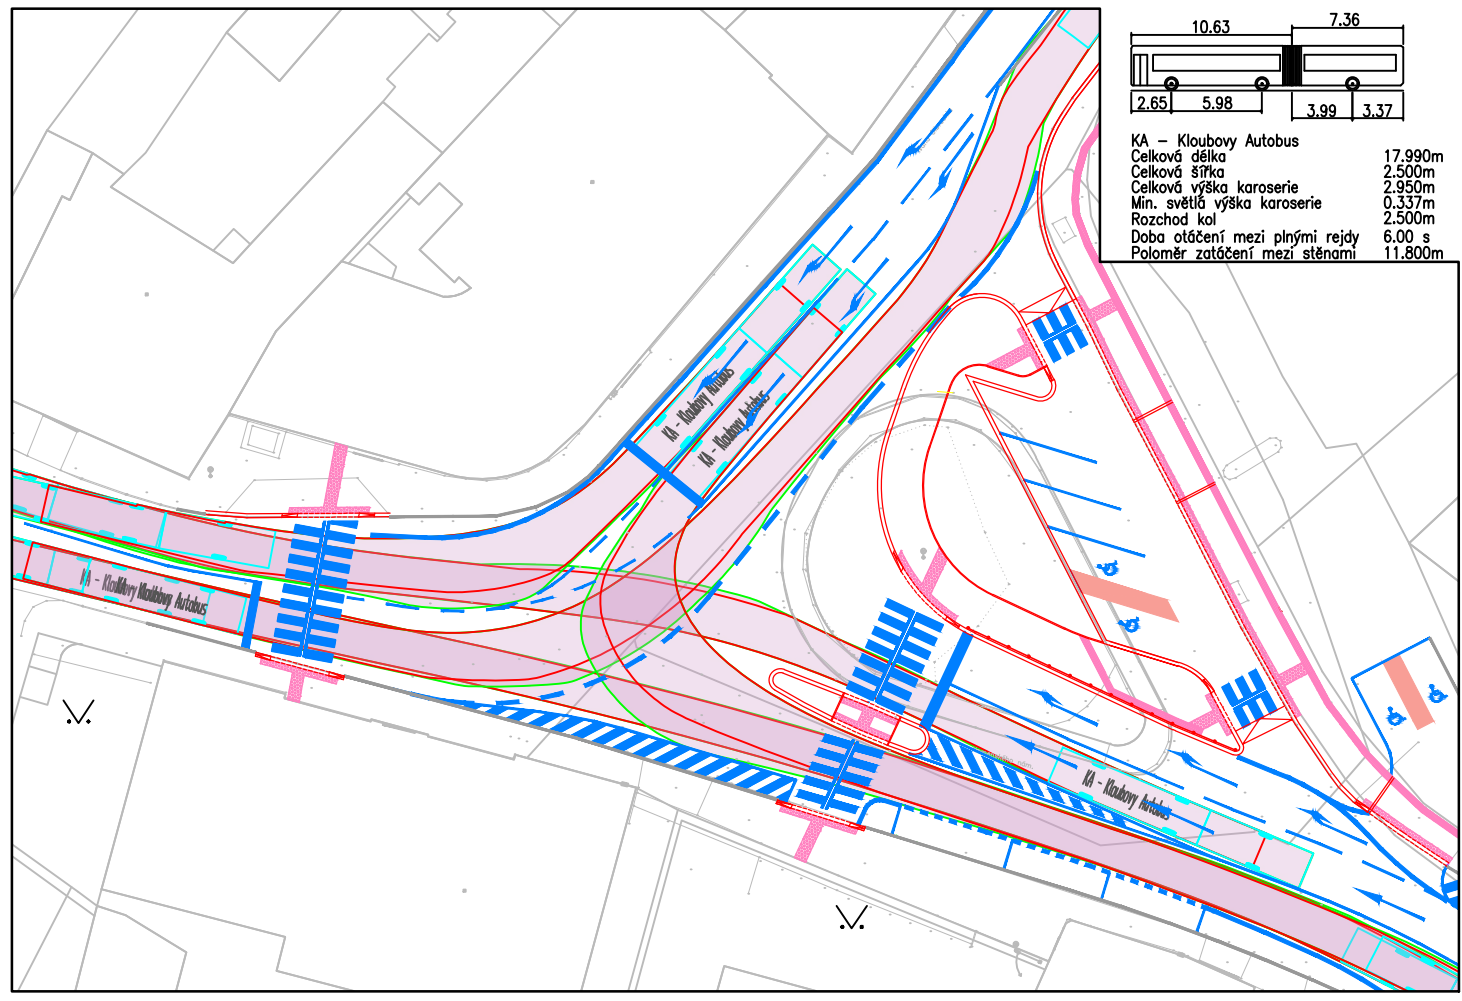 10.63
7.36
2.65
5.98
3.99
3.37
KA – Kloubovy Autobus
Celková délka 17.990m
Celková šířka 2.500m
Celková výška karoserie 2.950m
Min. světlá výška karoserie 0.337m
Rozchod kol 2.500m
Doba otáčení mezi plnými rejdy 6.00 s
Poloměr zatáčení mezi stěnami 11.800m
KA – Kloubovy Autobus
KA – Kloubovy Autobus
Kloubovy Autobus
KA – Kloubovy Autobus